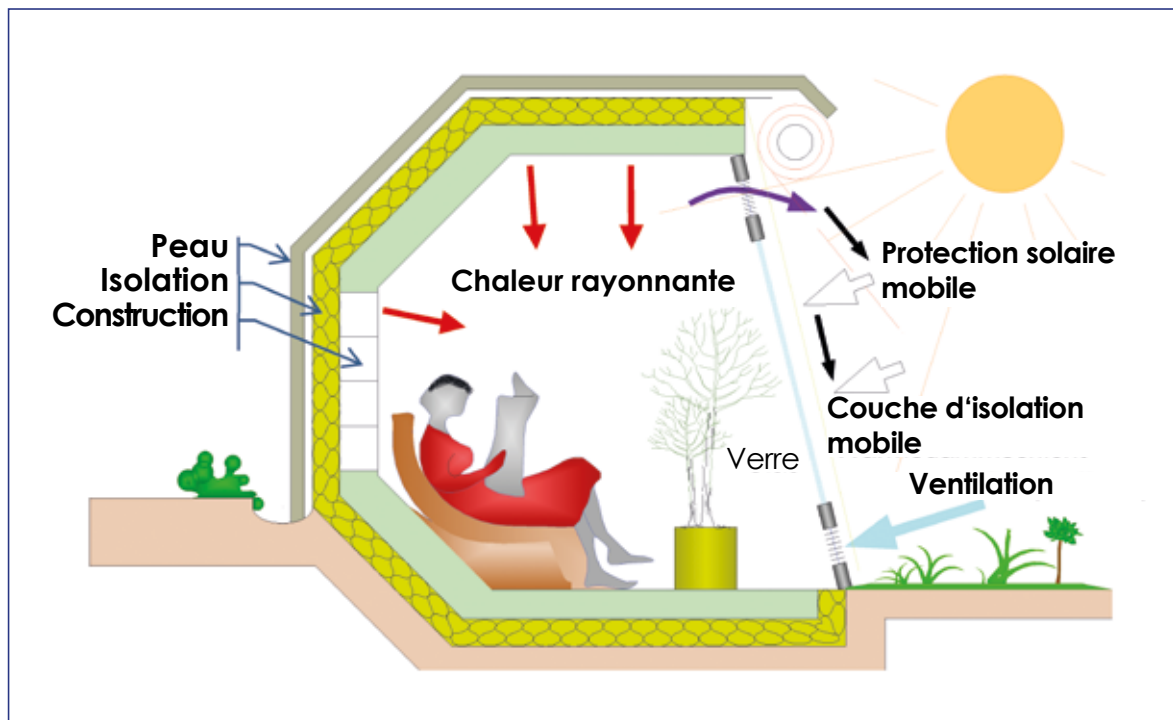 Peau
Isolation
Construction
Chaleur rayonnante
Protection solaire
mobile
Couche d‘isolation
mobile
Verre
Ventilation